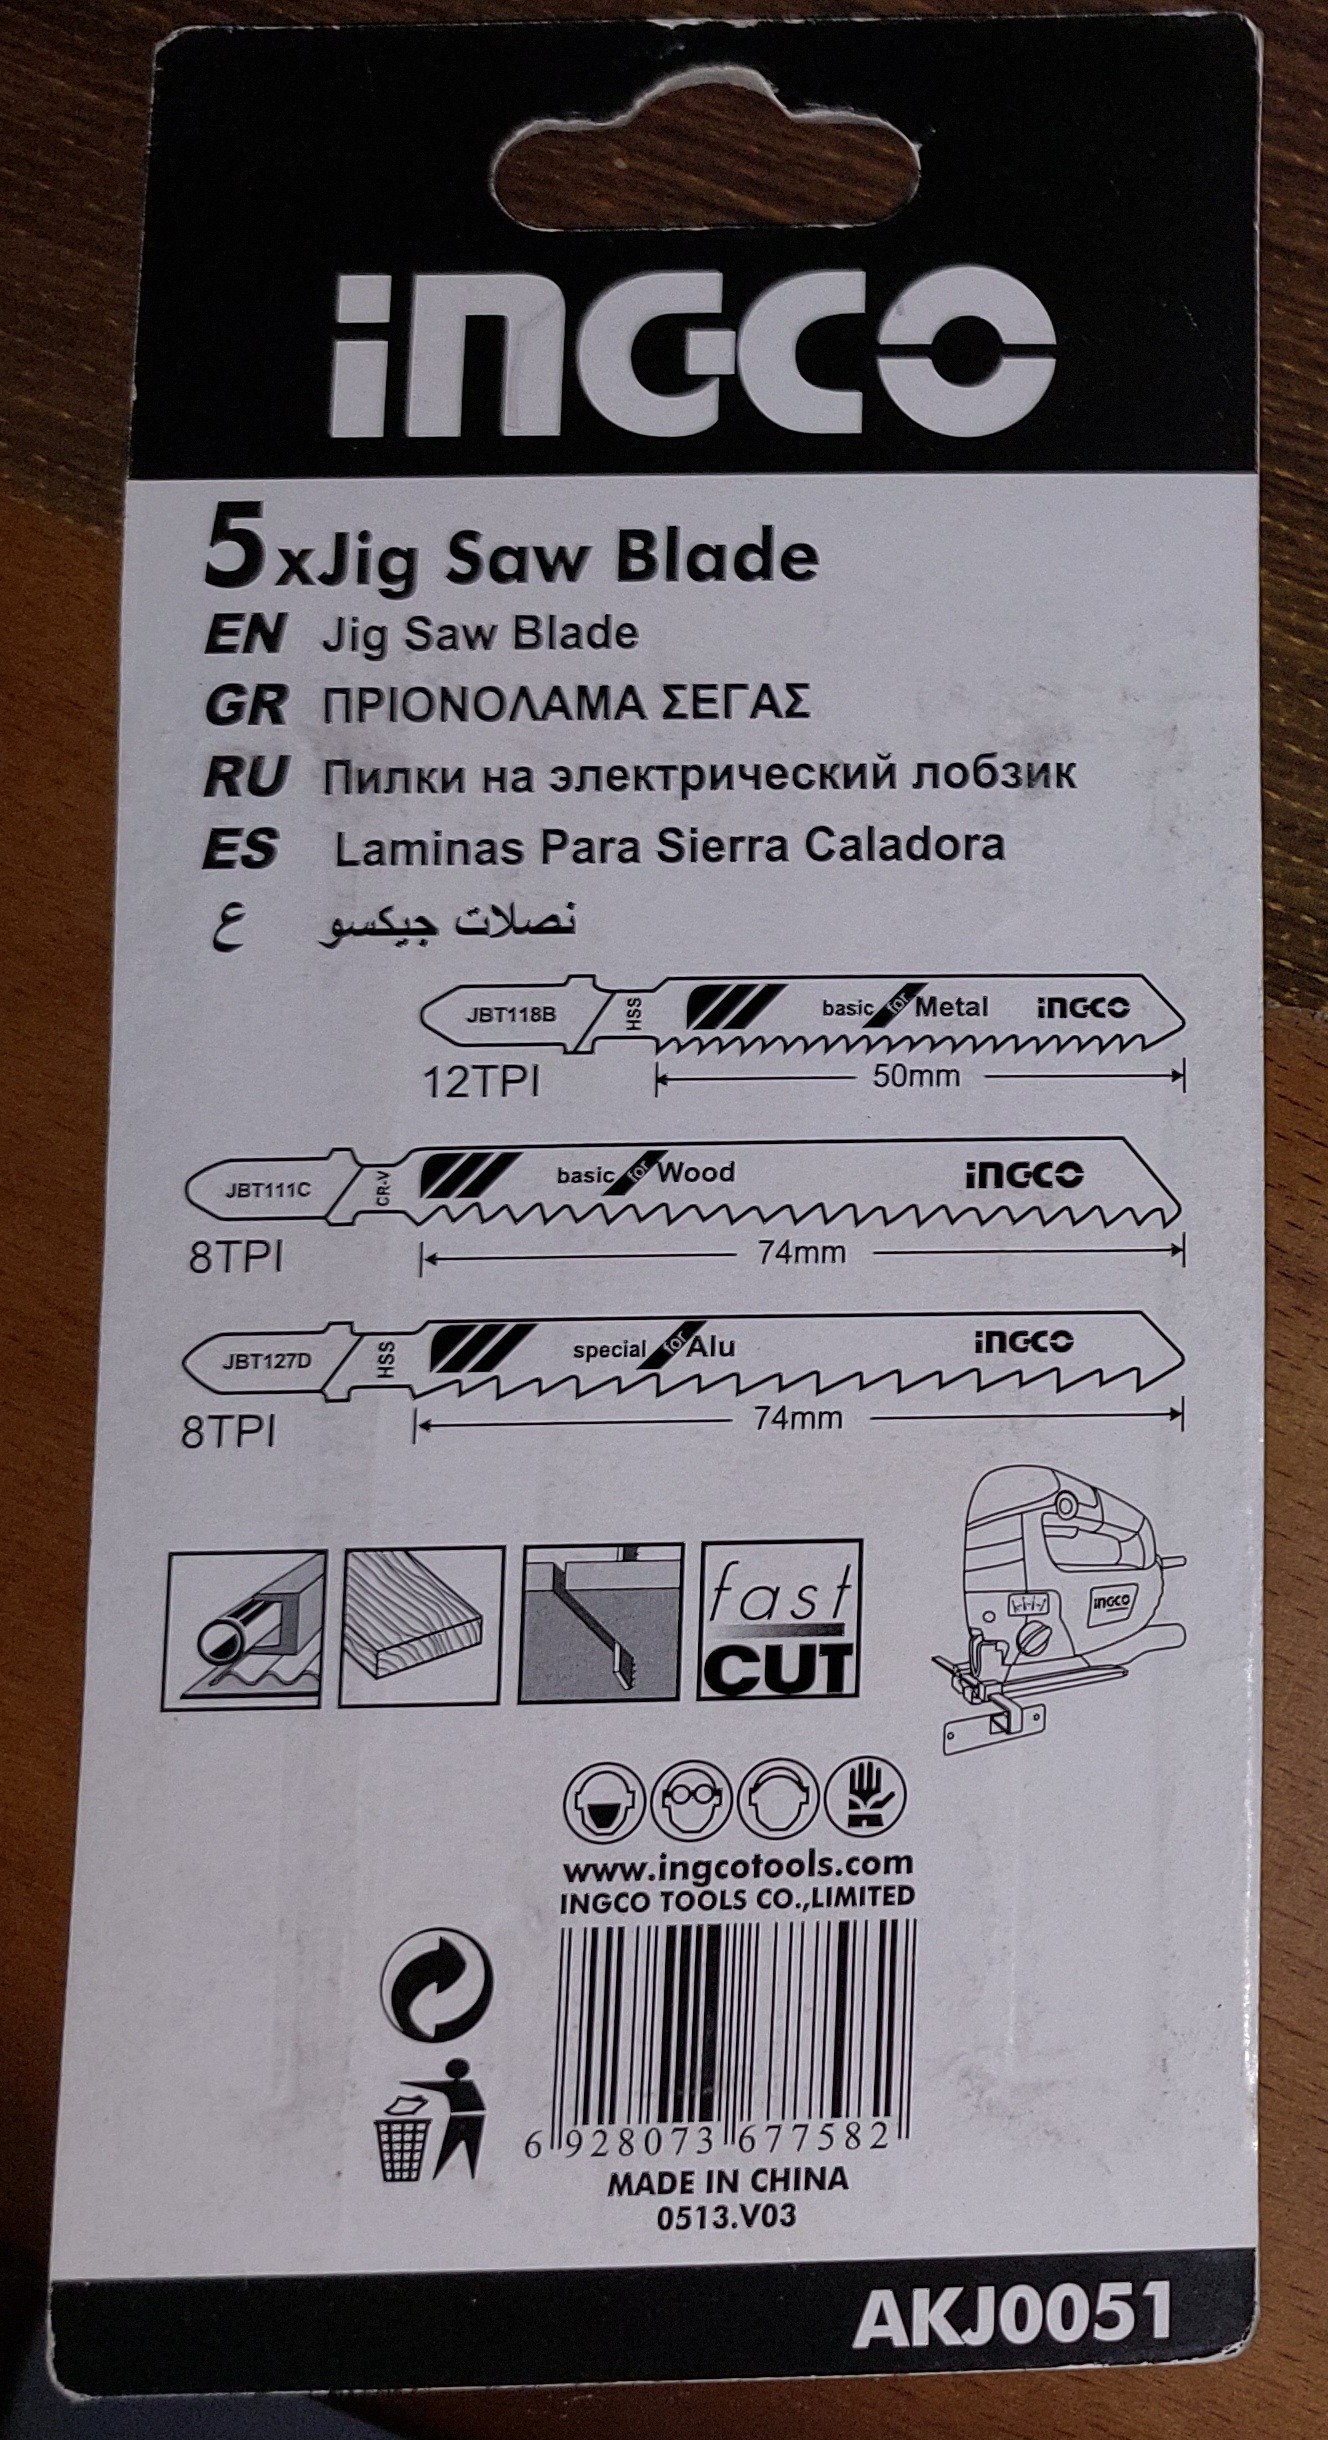 INGCO
5xJig Saw Blade
EN Jig Saw Blade
GR ΠΡΙΟΝΟΛΑΜΑ ΣΕΓΑΣ
RU Пилки на электрический лобзик
ES Laminas Para Sierra Caladora
ع نصلات جيكسو
JBT118B HSS basic for Metal INGCO
12TPI 50mm
JBT111C CR-V basic for Wood INGCO
8TPI 74mm
JBT127D HSS special for Alu INGCO
8TPI 74mm
fast
CUT
INGCO
www.ingcotools.com
INGCO TOOLS CO.,LIMITED
6 928073 677582
MADE IN CHINA
0513.V03
AKJ0051